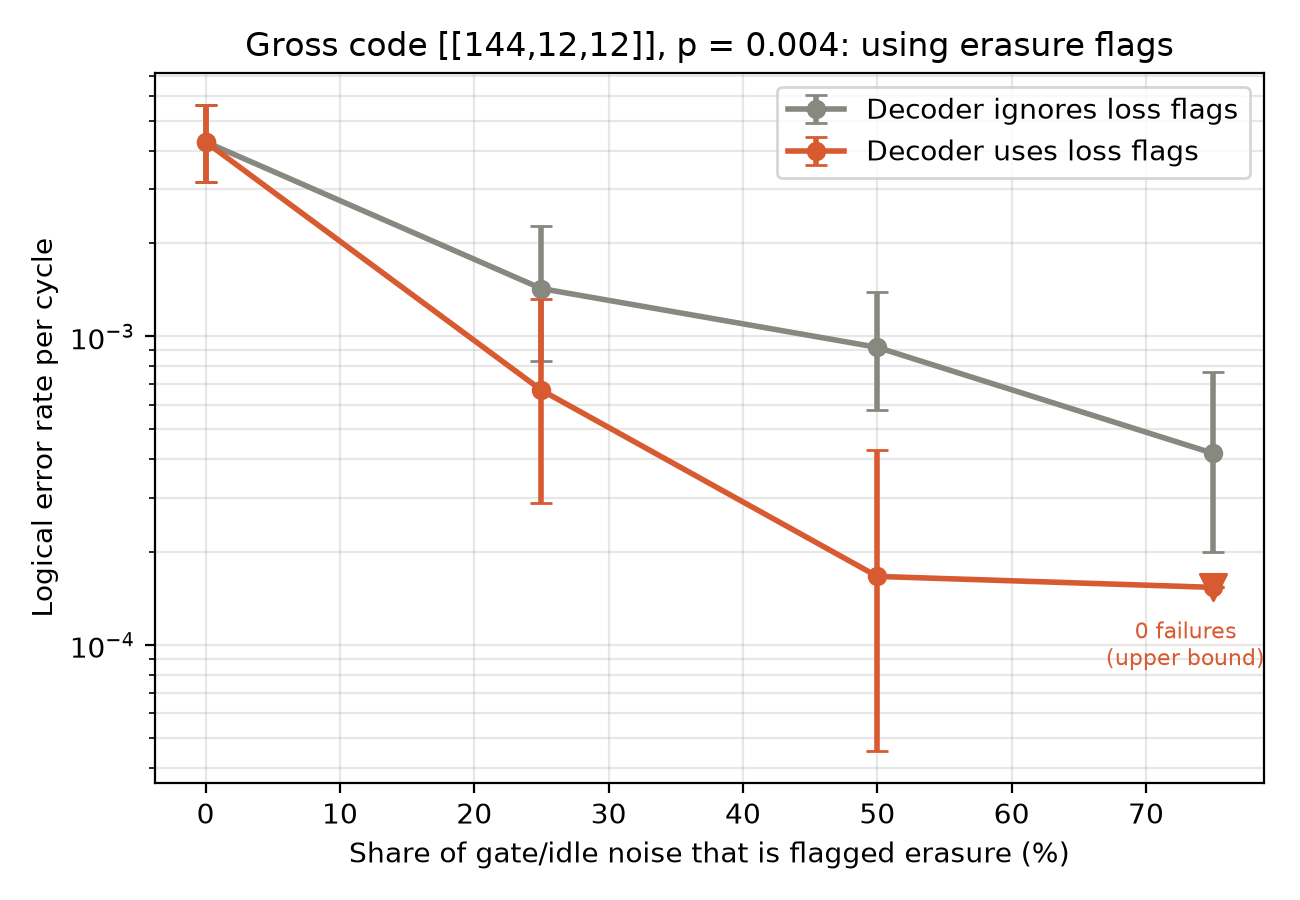 Gross code [[144,12,12]], p = 0.004: using erasure flags
Decoder ignores loss flags
Decoder uses loss flags
Logical error rate per cycle
10⁻³
10⁻⁴
0 failures
(upper bound)
0 10 20 30 40 50 60 70
Share of gate/idle noise that is flagged erasure (%)